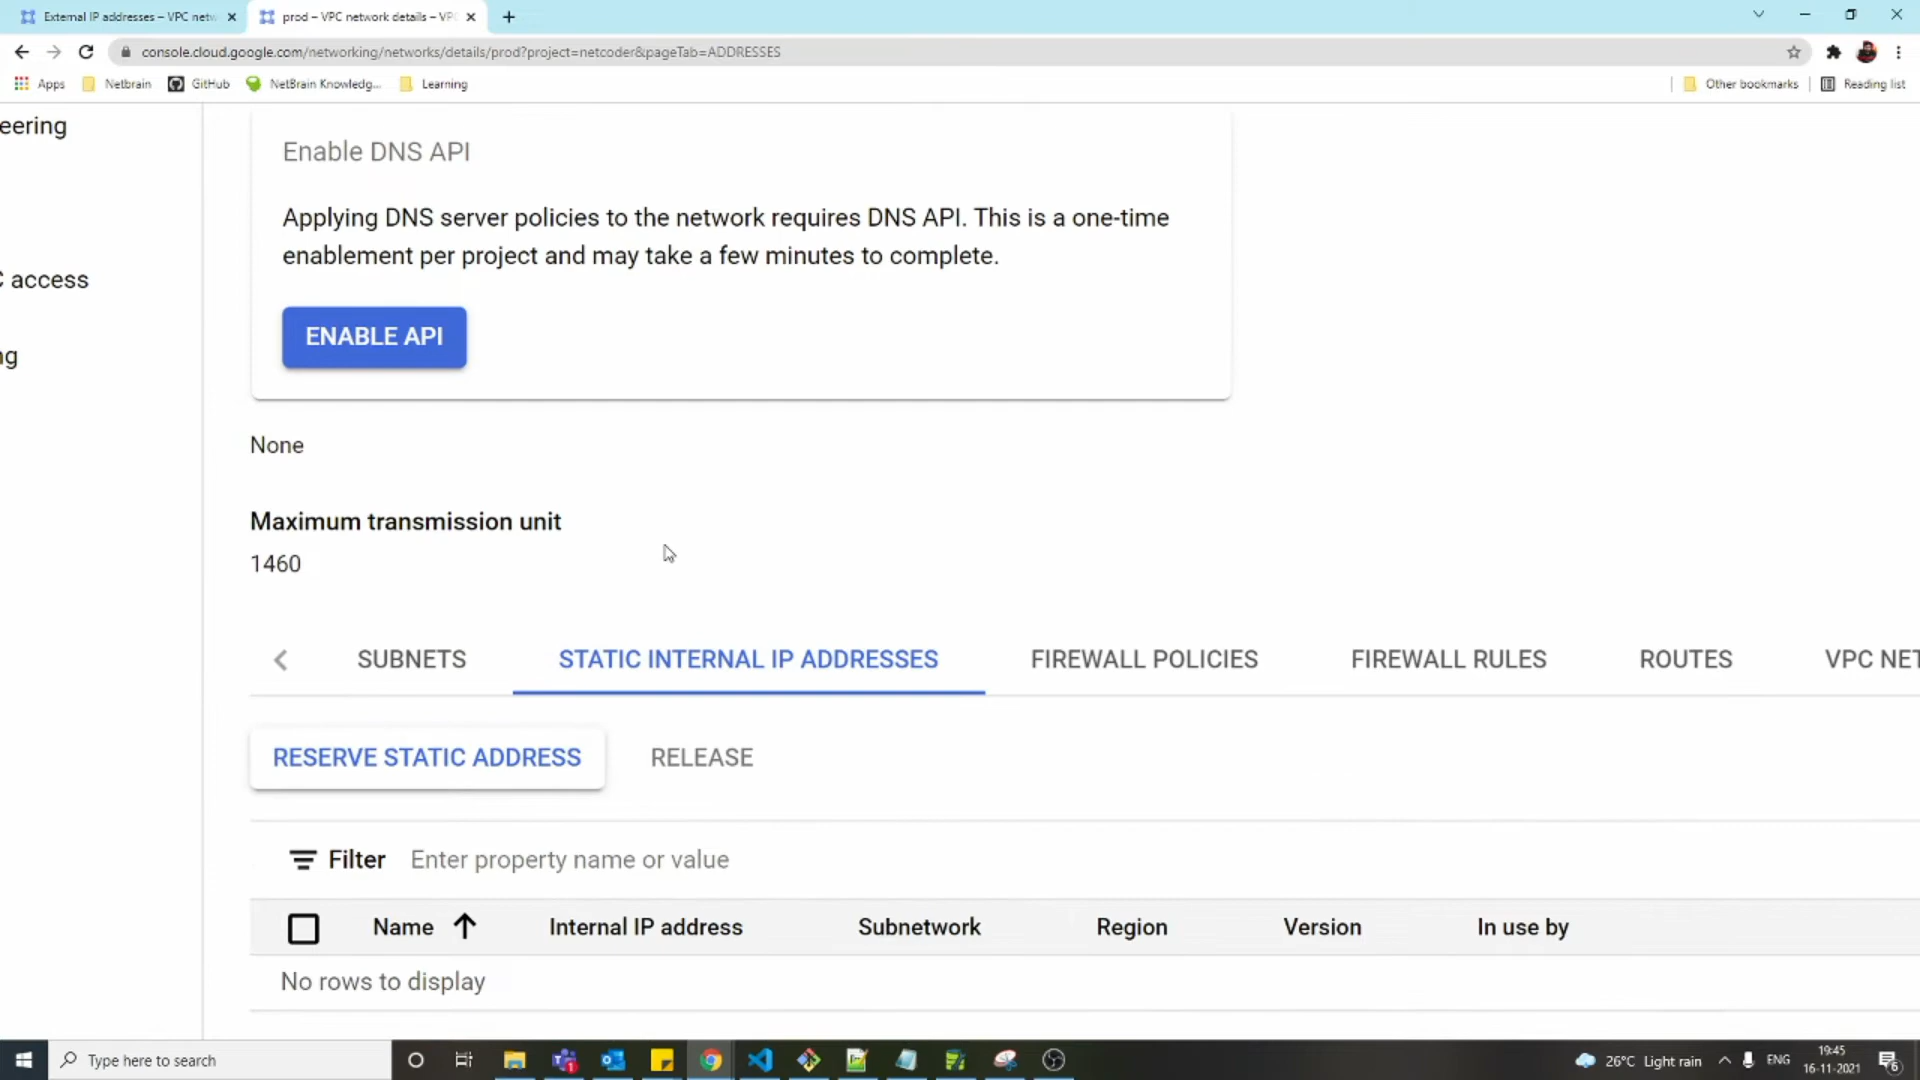 External IP addresses – VPC netw
prod – VPC network details – VPC
console.cloud.google.com/networking/networks/details/prod?project=netcoder&pageTab=ADDRESSES
Apps
Netbrain
GitHub
NetBrain Knowledg...
Learning
Other bookmarks
Reading list
eering
C access
ng
Enable DNS API
Applying DNS server policies to the network requires DNS API. This is a one-time
enablement per project and may take a few minutes to complete.
ENABLE API
None
Maximum transmission unit
1460
SUBNETS
STATIC INTERNAL IP ADDRESSES
FIREWALL POLICIES
FIREWALL RULES
ROUTES
VPC NET
RESERVE STATIC ADDRESS
RELEASE
Filter
Enter property name or value
Name
Internal IP address
Subnetwork
Region
Version
In use by
No rows to display
Type here to search
26°C Light rain
ENG
19:45
16-11-2021
6